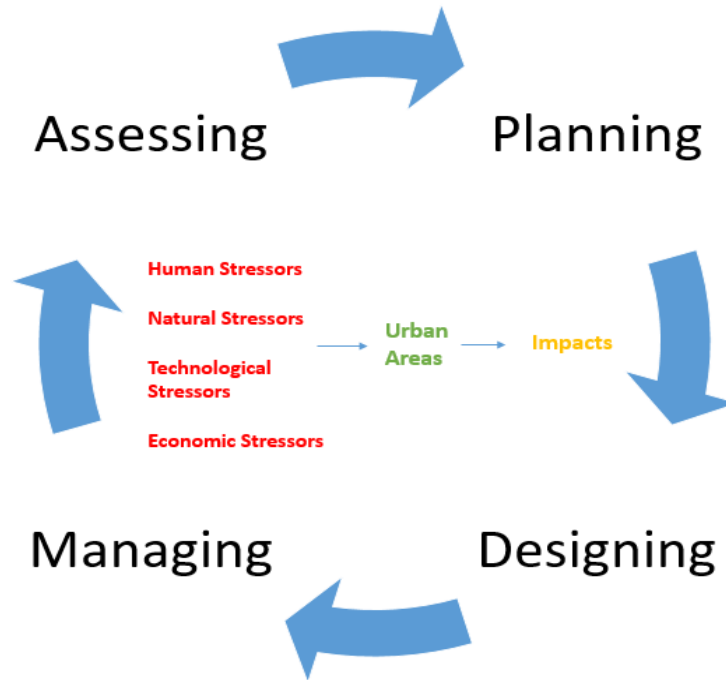 Assessing
Planning
Human Stressors
Natural Stressors
Technological
Stressors
Economic Stressors
Urban
Areas
Impacts
Managing
Designing